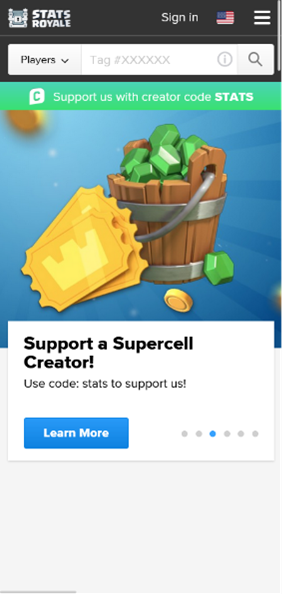 STATS
ROYALE
Sign in
Players
Tag #XXXXXX
Support us with creator code STATS
Support a Supercell
Creator!
Use code: stats to support us!
Learn More